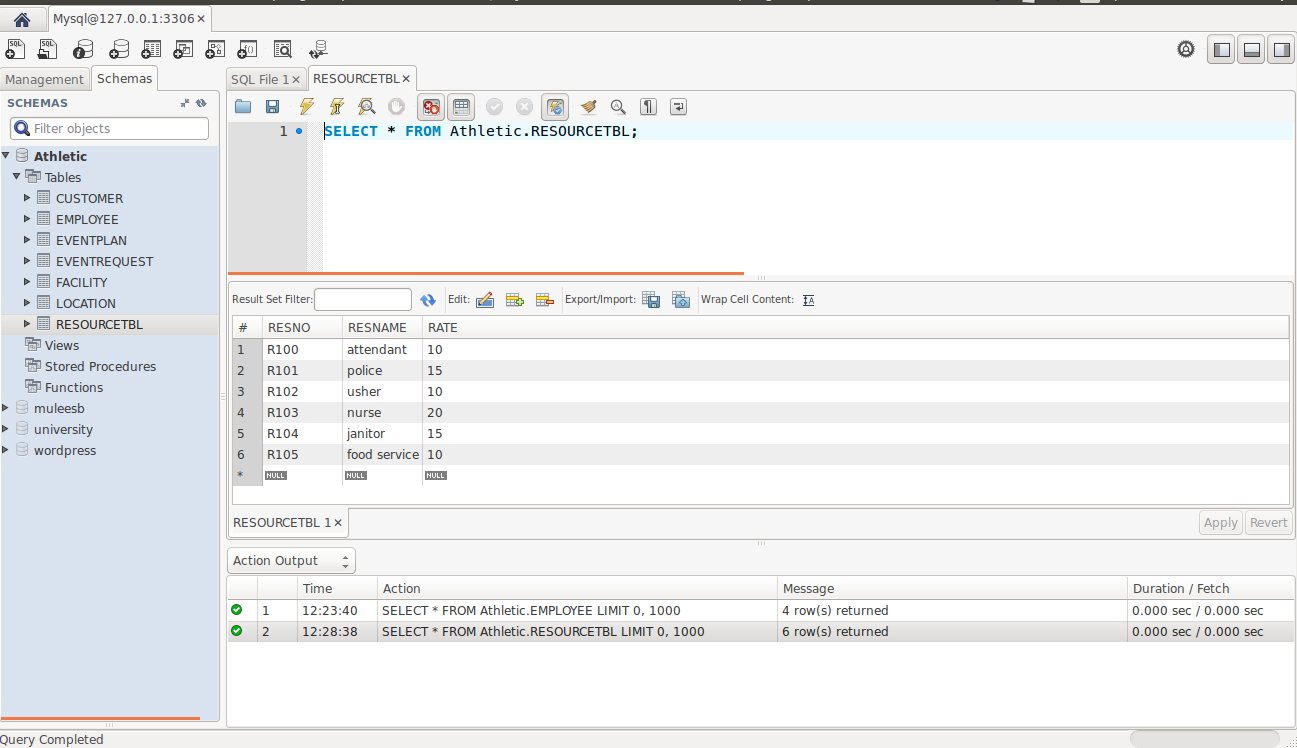 Mysql@127.0.0.1:3306 ×
Management Schemas
SCHEMAS
Filter objects
Athletic
Tables
CUSTOMER
EMPLOYEE
EVENTPLAN
EVENTREQUEST
FACILITY
LOCATION
RESOURCETBL
Views
Stored Procedures
Functions
muleesb
university
wordpress
SQL File 1 × RESOURCETBL ×
1 SELECT * FROM Athletic.RESOURCETBL;
Result Set Filter: Edit: Export/Import: Wrap Cell Content:
# RESNO RESNAME RATE
1 R100 attendant 10
2 R101 police 15
3 R102 usher 10
4 R103 nurse 20
5 R104 janitor 15
6 R105 food service 10
* NULL NULL NULL
RESOURCETBL 1 × Apply Revert
Action Output
Time Action Message Duration / Fetch
1 12:23:40 SELECT * FROM Athletic.EMPLOYEE LIMIT 0, 1000 4 row(s) returned 0.000 sec / 0.000 sec
2 12:28:38 SELECT * FROM Athletic.RESOURCETBL LIMIT 0, 1000 6 row(s) returned 0.000 sec / 0.000 sec
Query Completed